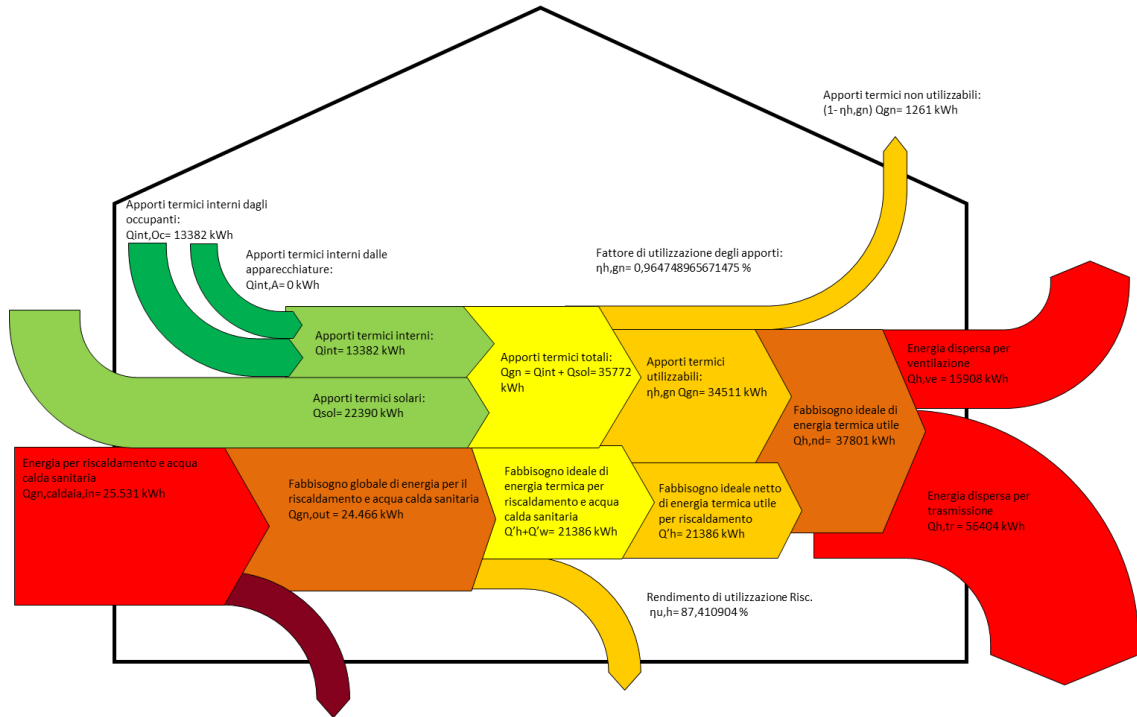 Apporti termici non utilizzabili:
(1- ηh,gn) Qgn= 1261 kWh
Apporti termici interni dagli
occupanti:
Qint,Oc= 13382 kWh
Apporti termici interni dalle
apparecchiature:
Qint,A= 0 kWh
Fattore di utilizzazione degli apporti:
ηh,gn= 0,964748965671475 %
Apporti termici interni:
Qint= 13382 kWh
Apporti termici totali:
Qgn = Qint + Qsol= 35772
kWh
Apporti termici
utilizzabili:
ηh,gn Qgn= 34511 kWh
Energia dispersa per
ventilazione
Qh,ve = 15908 kWh
Apporti termici solari:
Qsol= 22390 kWh
Fabbisogno ideale di
energia termica utile
Qh,nd= 37801 kWh
Energia per riscaldamento e acqua
calda sanitaria
Qgn,caldaia,in= 25.531 kWh
Fabbisogno globale di energia per il
riscaldamento e acqua calda sanitaria
Qgn,out = 24.466 kWh
Fabbisogno ideale di
energia termica per
riscaldamento e acqua
calda sanitaria
Q’h+Q’w= 21386 kWh
Fabbisogno ideale netto
di energia termica utile
per riscaldamento
Q’h= 21386 kWh
Energia dispersa per
trasmissione
Qh,tr = 56404 kWh
Rendimento di utilizzazione Risc.
ηu,h= 87,410904 %